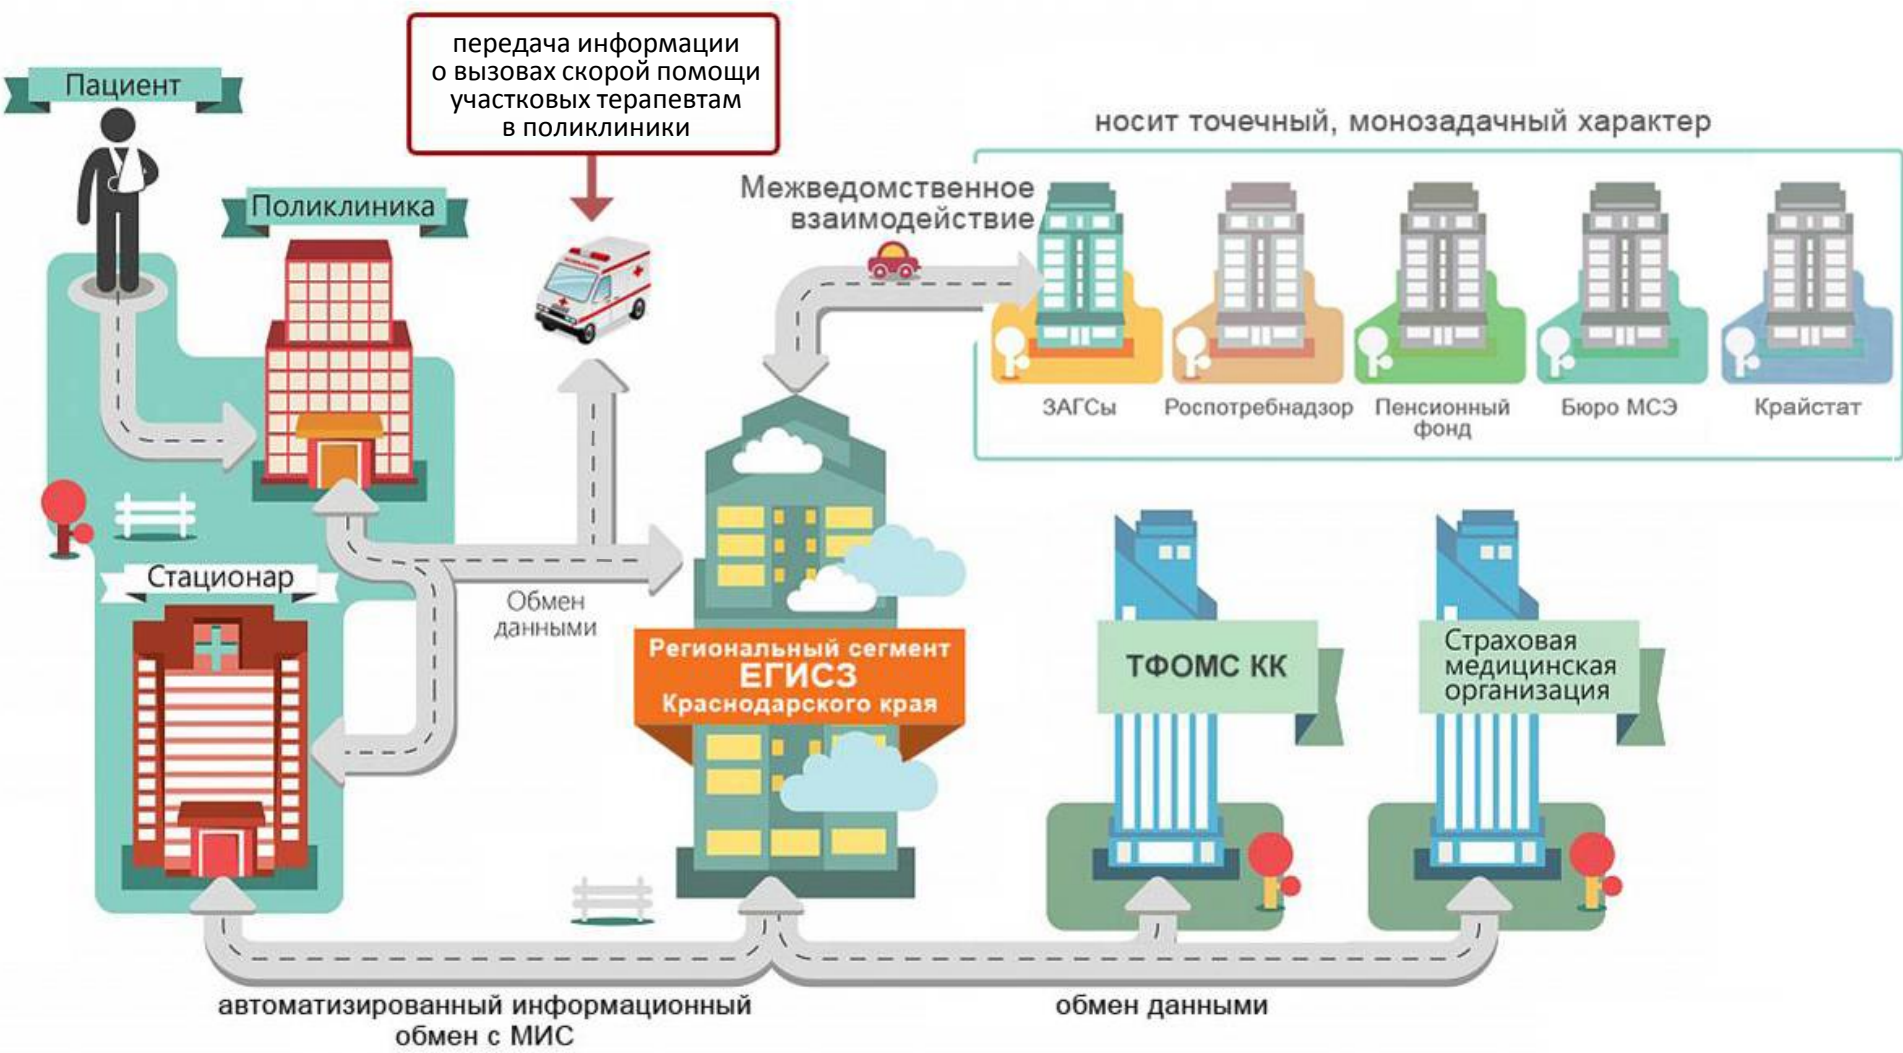 передача информации
о вызовах скорой помощи
участковых терапевтам
в поликлиники
Пациент
Поликлиника
носит точечный, монозадачный характер
Межведомственное
взаимодействие
ЗАГСы
Роспотребнадзор
Пенсионный
фонд
Бюро МСЭ
Крайстат
Стационар
Обмен
данными
Региональный сегмент
ЕГИСЗ
Краснодарского края
ТФОМС КК
Страховая
медицинская
организация
автоматизированный информационный
обмен с МИС
обмен данными